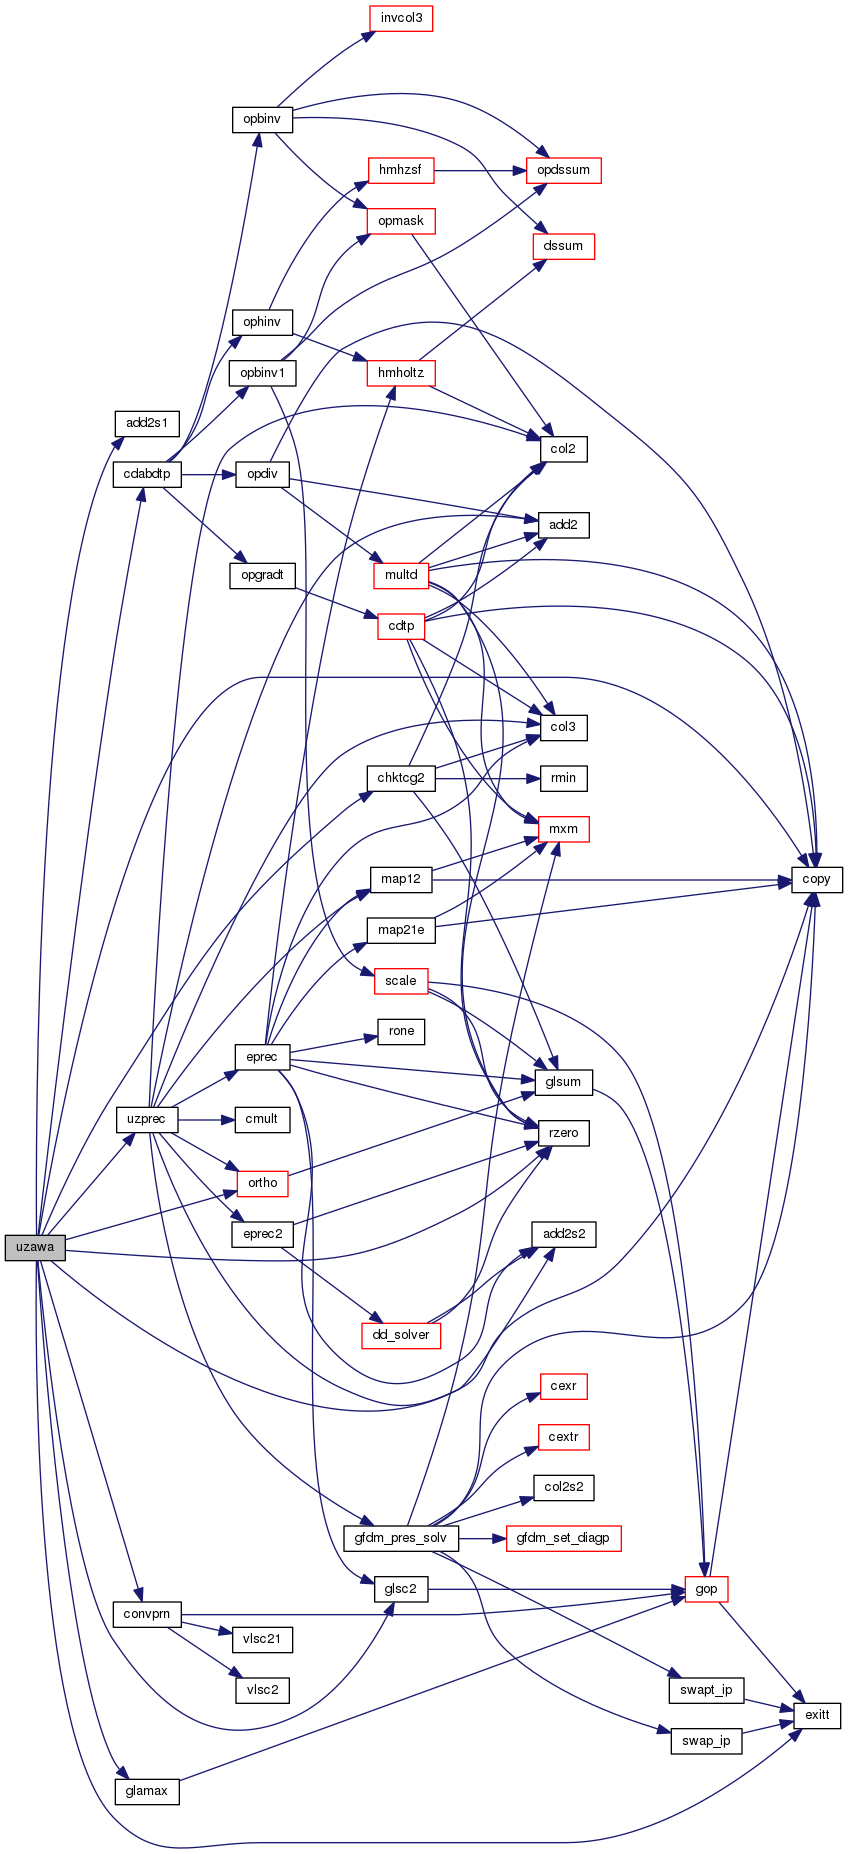 invcol3
opbinv
hmhzsf
opdssum
opmask
dssum
ophinv
opbinv1
hmholtz
add2s1
col2
cdabdtp
opdiv
add2
opgradt
multd
cdtp
col3
chktcg2
rmin
mxm
map12
copy
map21e
scale
rone
eprec
glsum
uzprec
cmult
rzero
ortho
eprec2
add2s2
uzawa
dd_solver
cexr
cextr
col2s2
gfdm_pres_solv
gfdm_set_diagp
glsc2
gop
convprn
vlsc21
vlsc2
swapt_ip
exitt
swap_ip
glamax